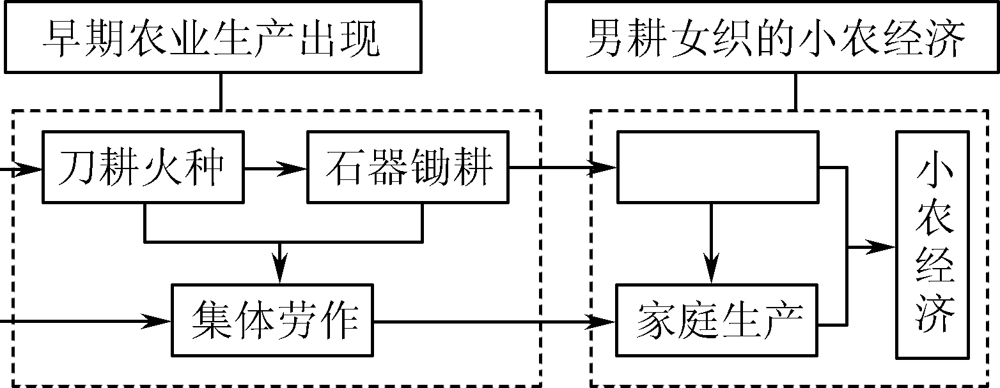 早期农业生产出现
男耕女织的小农经济
刀耕火种
石器锄耕
集体劳作
家庭生产
小农经济